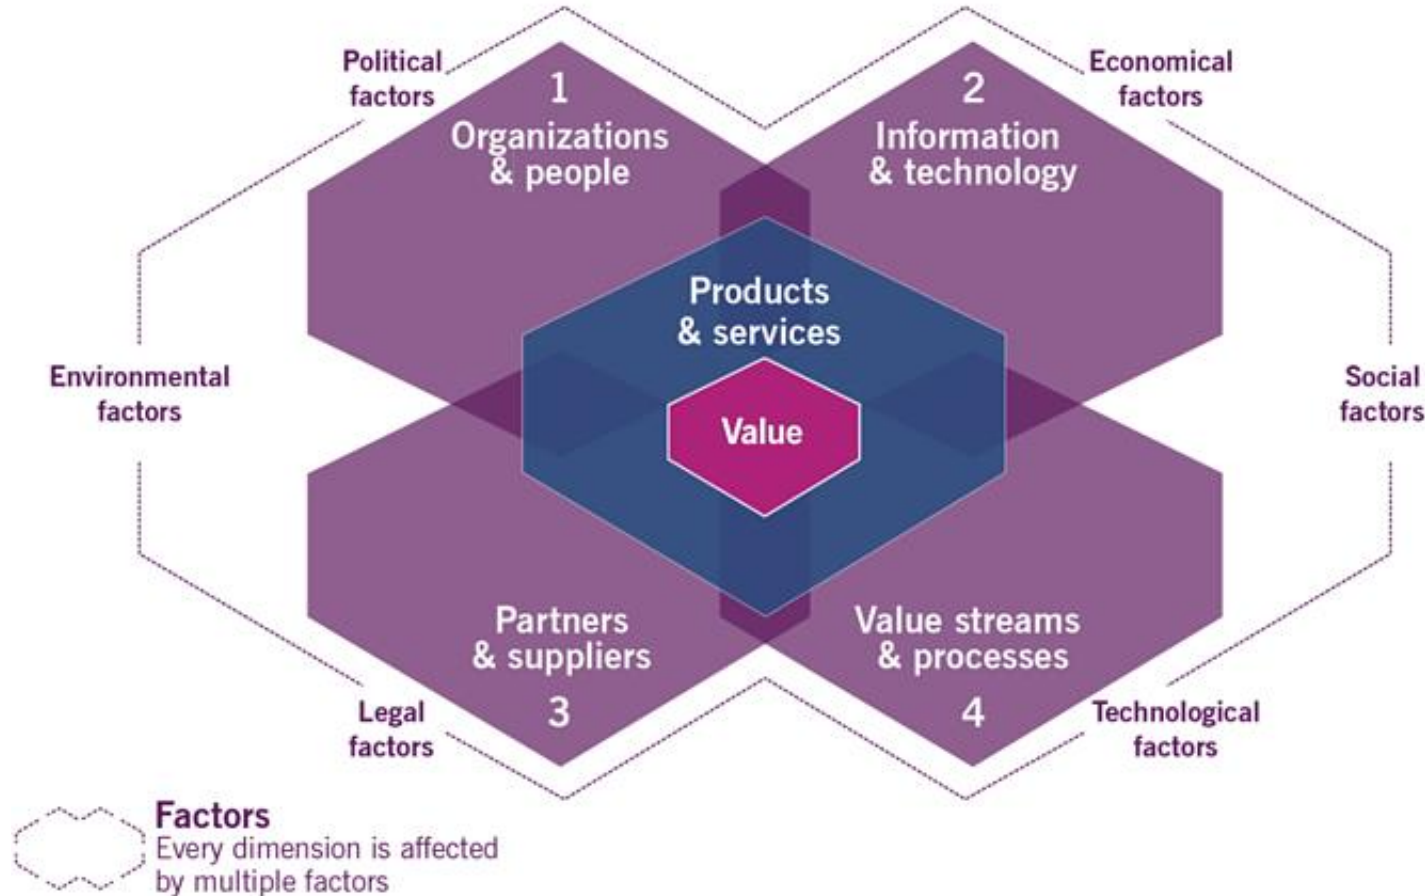 Political
factors
1
Organizations
& people
2
Information
& technology
Economical
factors
Products
& services
Environmental
factors
Value
Social
factors
Partners
& suppliers
3
Value streams
& processes
4
Legal
factors
Technological
factors
Factors
Every dimension is affected
by multiple factors